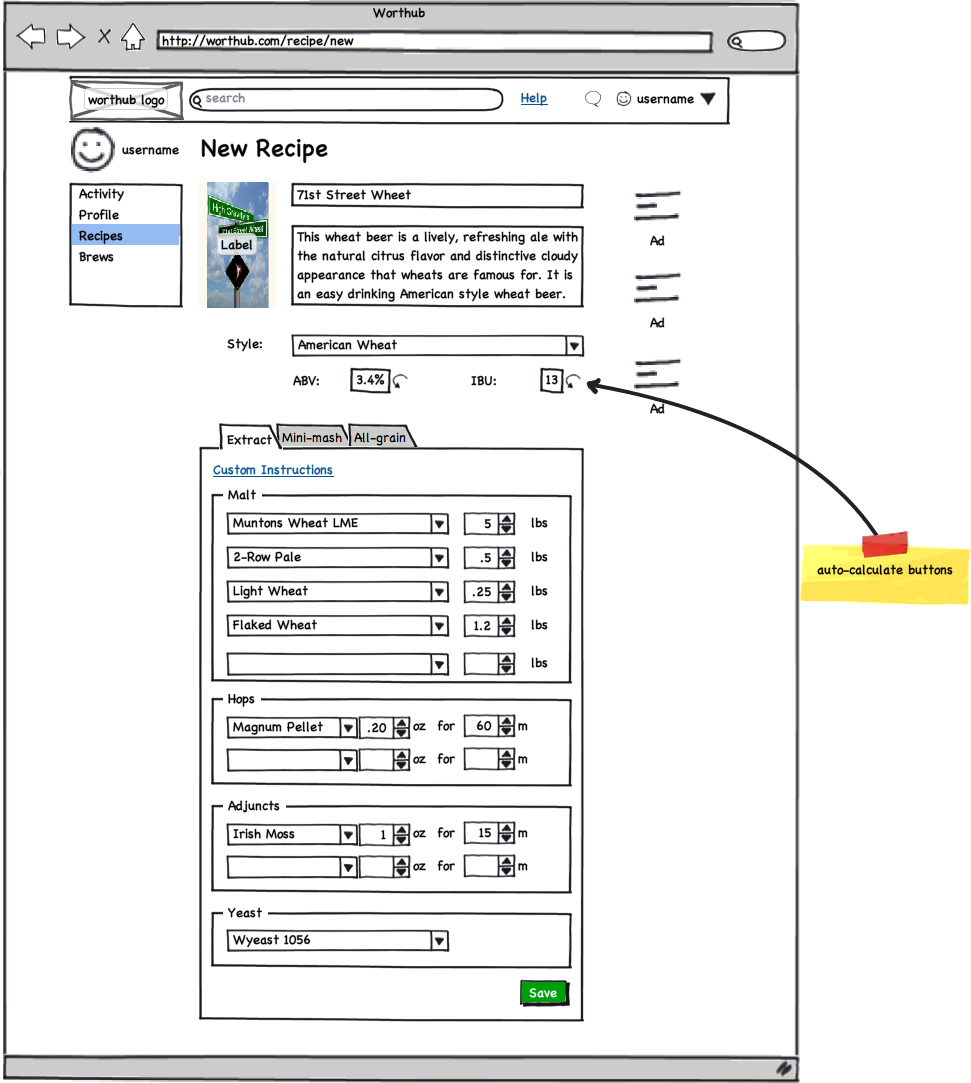 Worthub
http://worthub.com/recipe/new
worthub logo
search
Help
username
username
New Recipe
Activity
Profile
Recipes
Brews
High Gravity's
71st Street Wheet
Label
71st Street Wheet
This wheat beer is a lively, refreshing ale with
the natural citrus flavor and distinctive cloudy
appearance that wheats are famous for. It is
an easy drinking American style wheat beer.
Ad
Ad
Ad
Style:
American Wheat
ABV:
3.4%
IBU:
13
Extract
Mini-mash
All-grain
Custom Instructions
Malt
Muntons Wheat LME 5 lbs
2-Row Pale .5 lbs
Light Wheat .25 lbs
Flaked Wheat 1.2 lbs
lbs
Hops
Magnum Pellet .20 oz for 60 m
oz for m
Adjuncts
Irish Moss 1 oz for 15 m
oz for m
Yeast
Wyeast 1056
Save
auto-calculate buttons